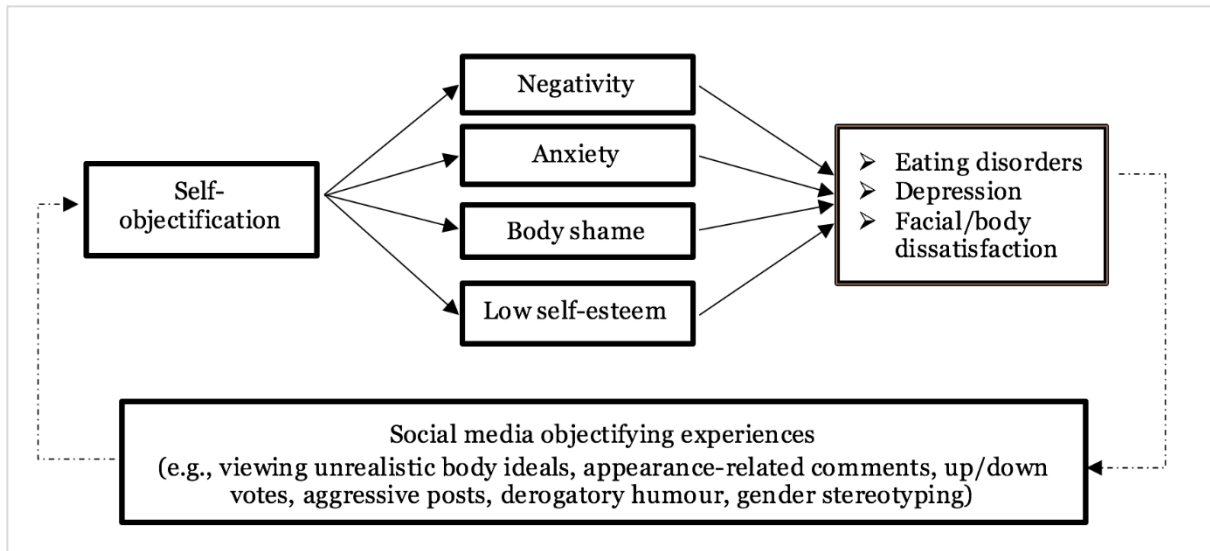 Negativity
Anxiety
Self-
objectification
Body shame
Low self-esteem
➢ Eating disorders
➢ Depression
➢ Facial/body
dissatisfaction
Social media objectifying experiences
(e.g., viewing unrealistic body ideals, appearance-related comments, up/down
votes, aggressive posts, derogatory humour, gender stereotyping)